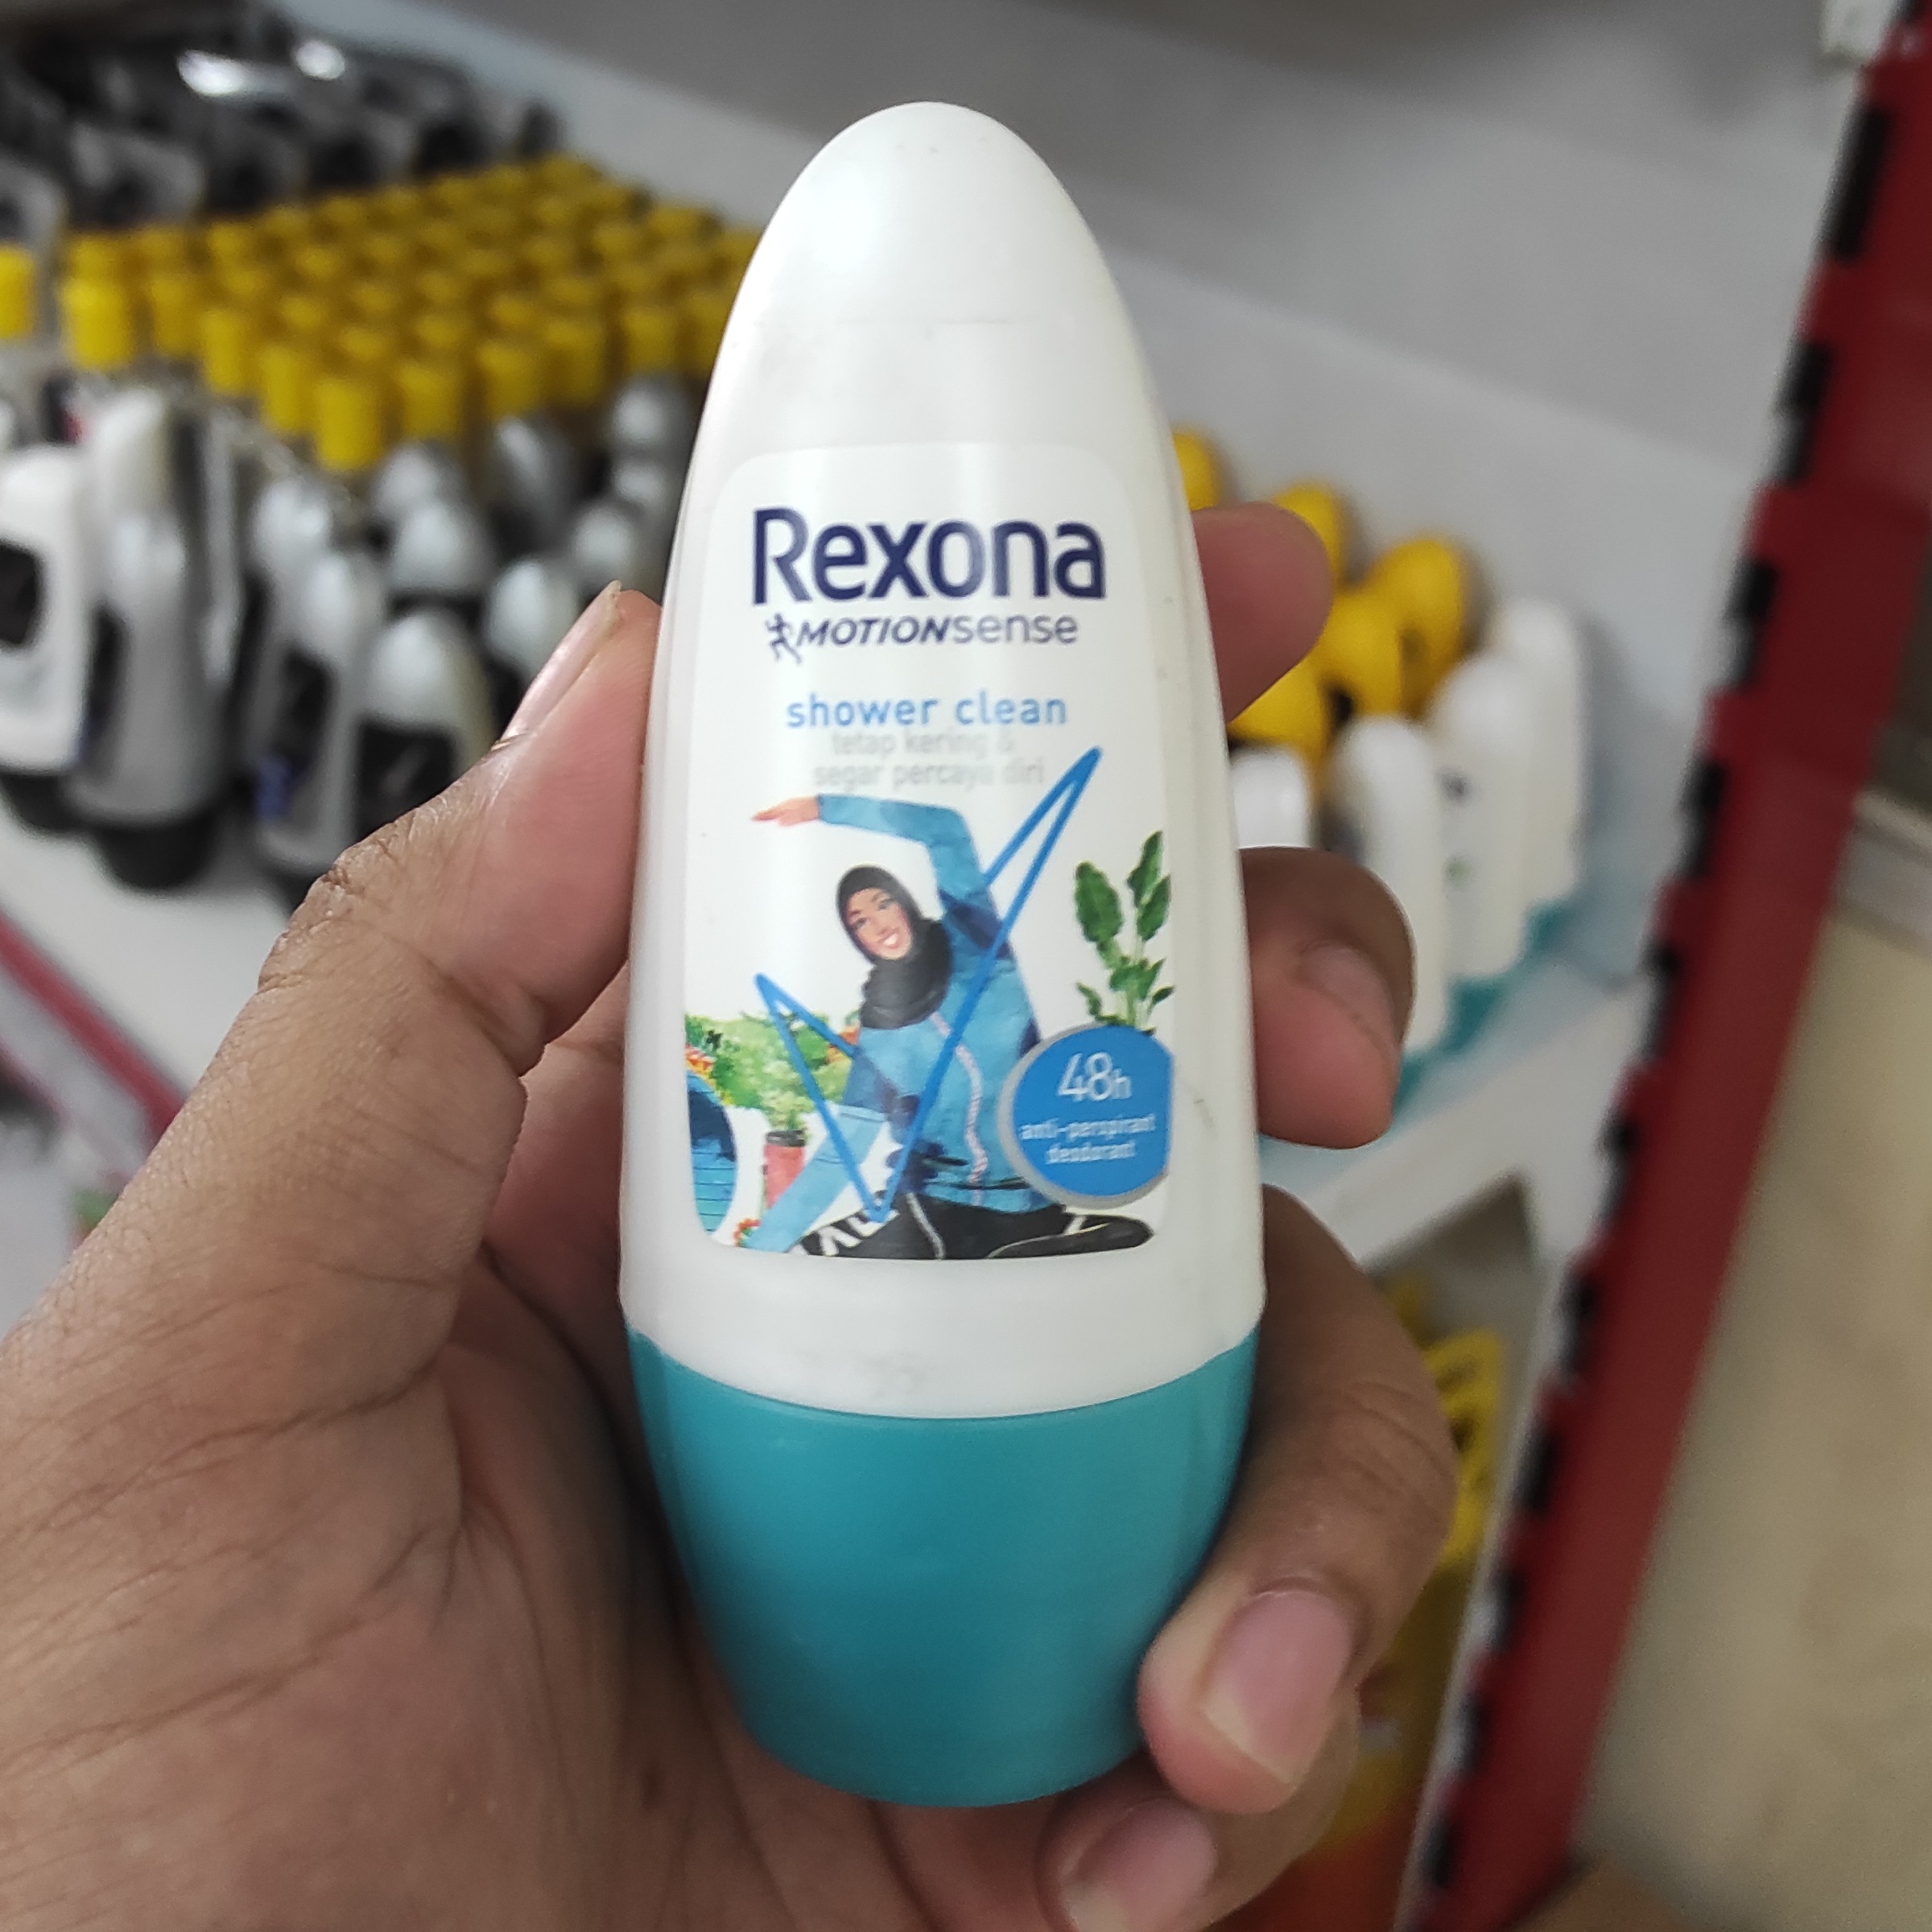 Rexona
MOTIONsense
shower clean
tetap kering &
segar percaya diri
48h
anti-perspirant
deodorant